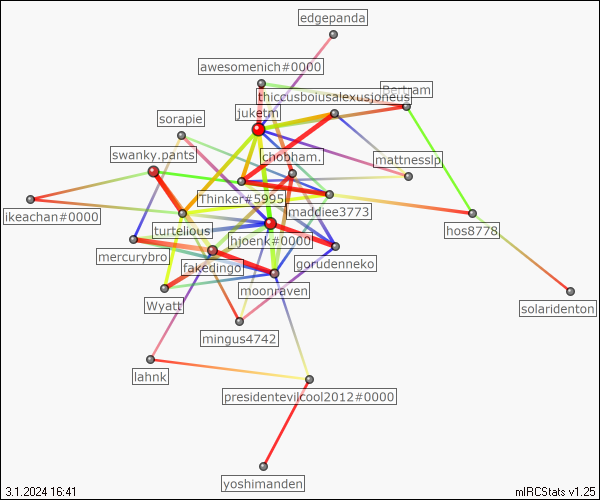 edgepanda
awesomenich#0000
Bertram
thiccusboiusalexusjoneus
juketm
sorapie
chobham.
swanky.pants
mattnesslp
Thinker#5995
maddiee3773
ikeachan#0000
turtelious
hos8778
hjoenk#0000
mercurybro
gorudenneko
fakedingo
moonraven
Wyatt
solaridenton
mingus4742
lahnk
presidentevilcool2012#0000
yoshimanden
3.1.2024 16:41
mIRCStats v1.25